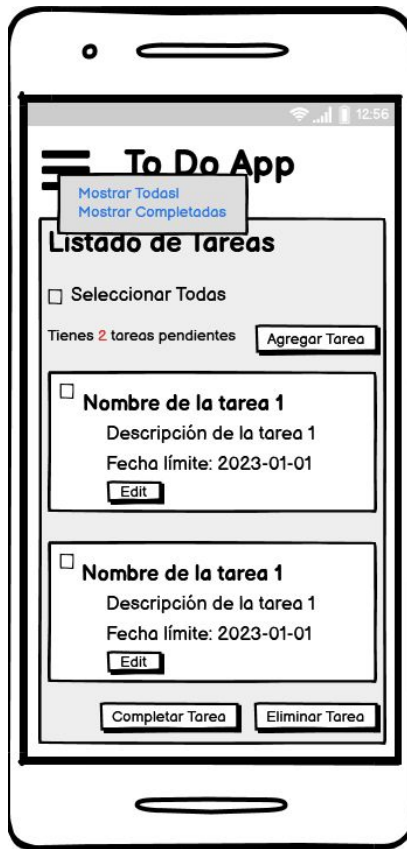 12:56
To Do App
Mostrar Todasl
Mostrar Completadas
Listado de Tareas
Seleccionar Todas
Tienes 2 tareas pendientes
Agregar Tarea
Nombre de la tarea 1
Descripción de la tarea 1
Fecha límite: 2023-01-01
Edit
Nombre de la tarea 1
Descripción de la tarea 1
Fecha límite: 2023-01-01
Edit
Completar Tarea
Eliminar Tarea